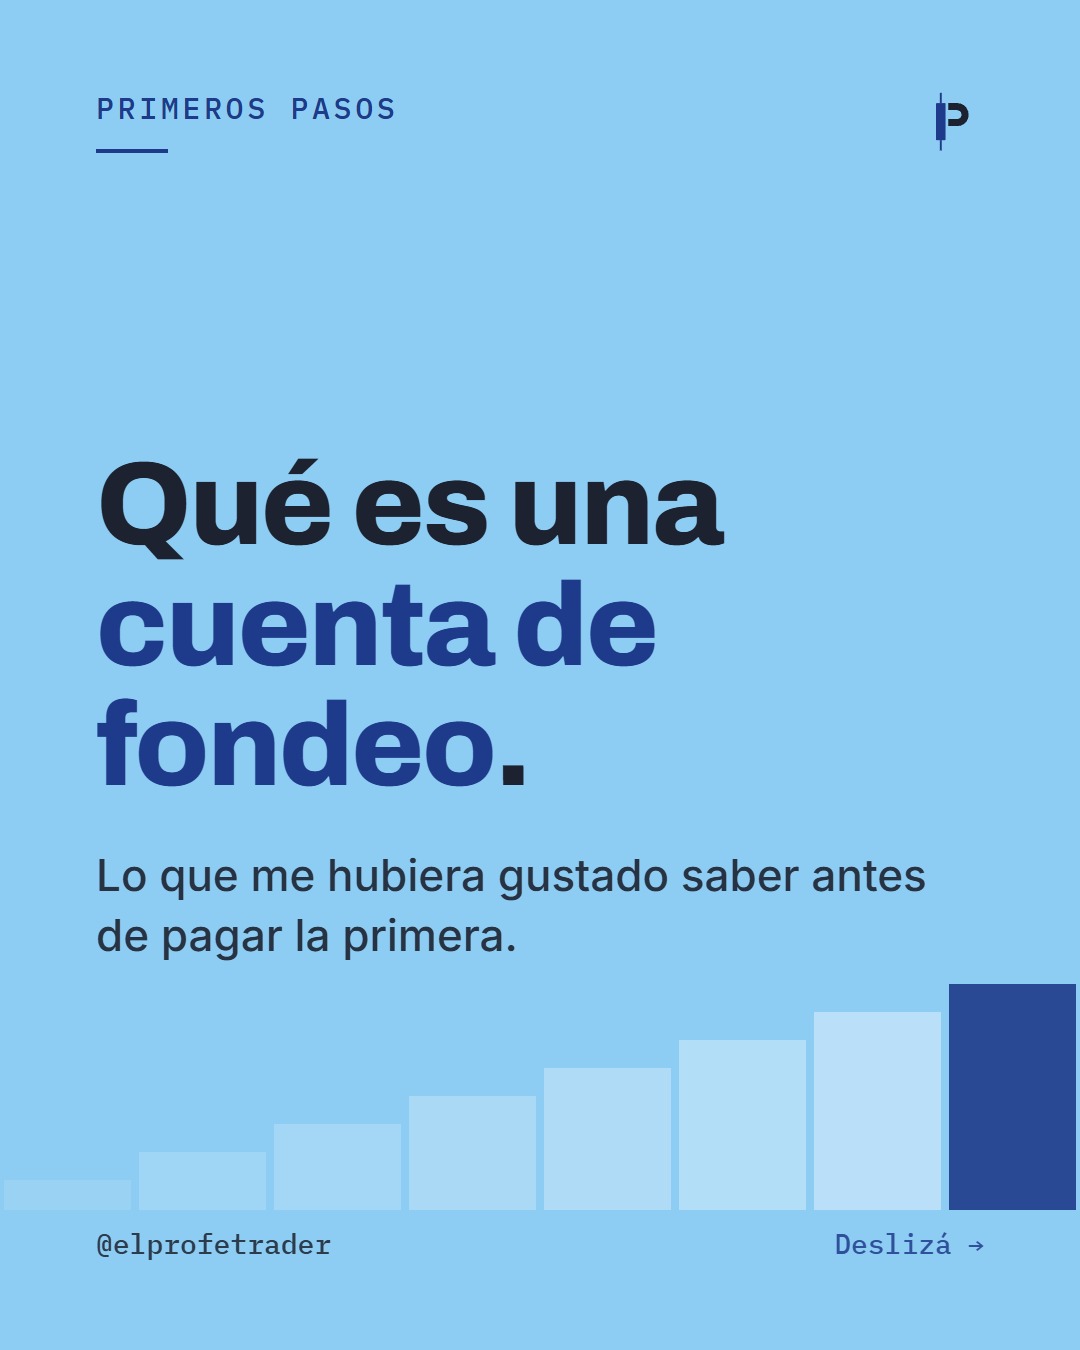 PRIMEROS PASOS
Qué es una
cuenta de
fondeo.
Lo que me hubiera gustado saber antes
de pagar la primera.
@elprofetrader
Deslizá →